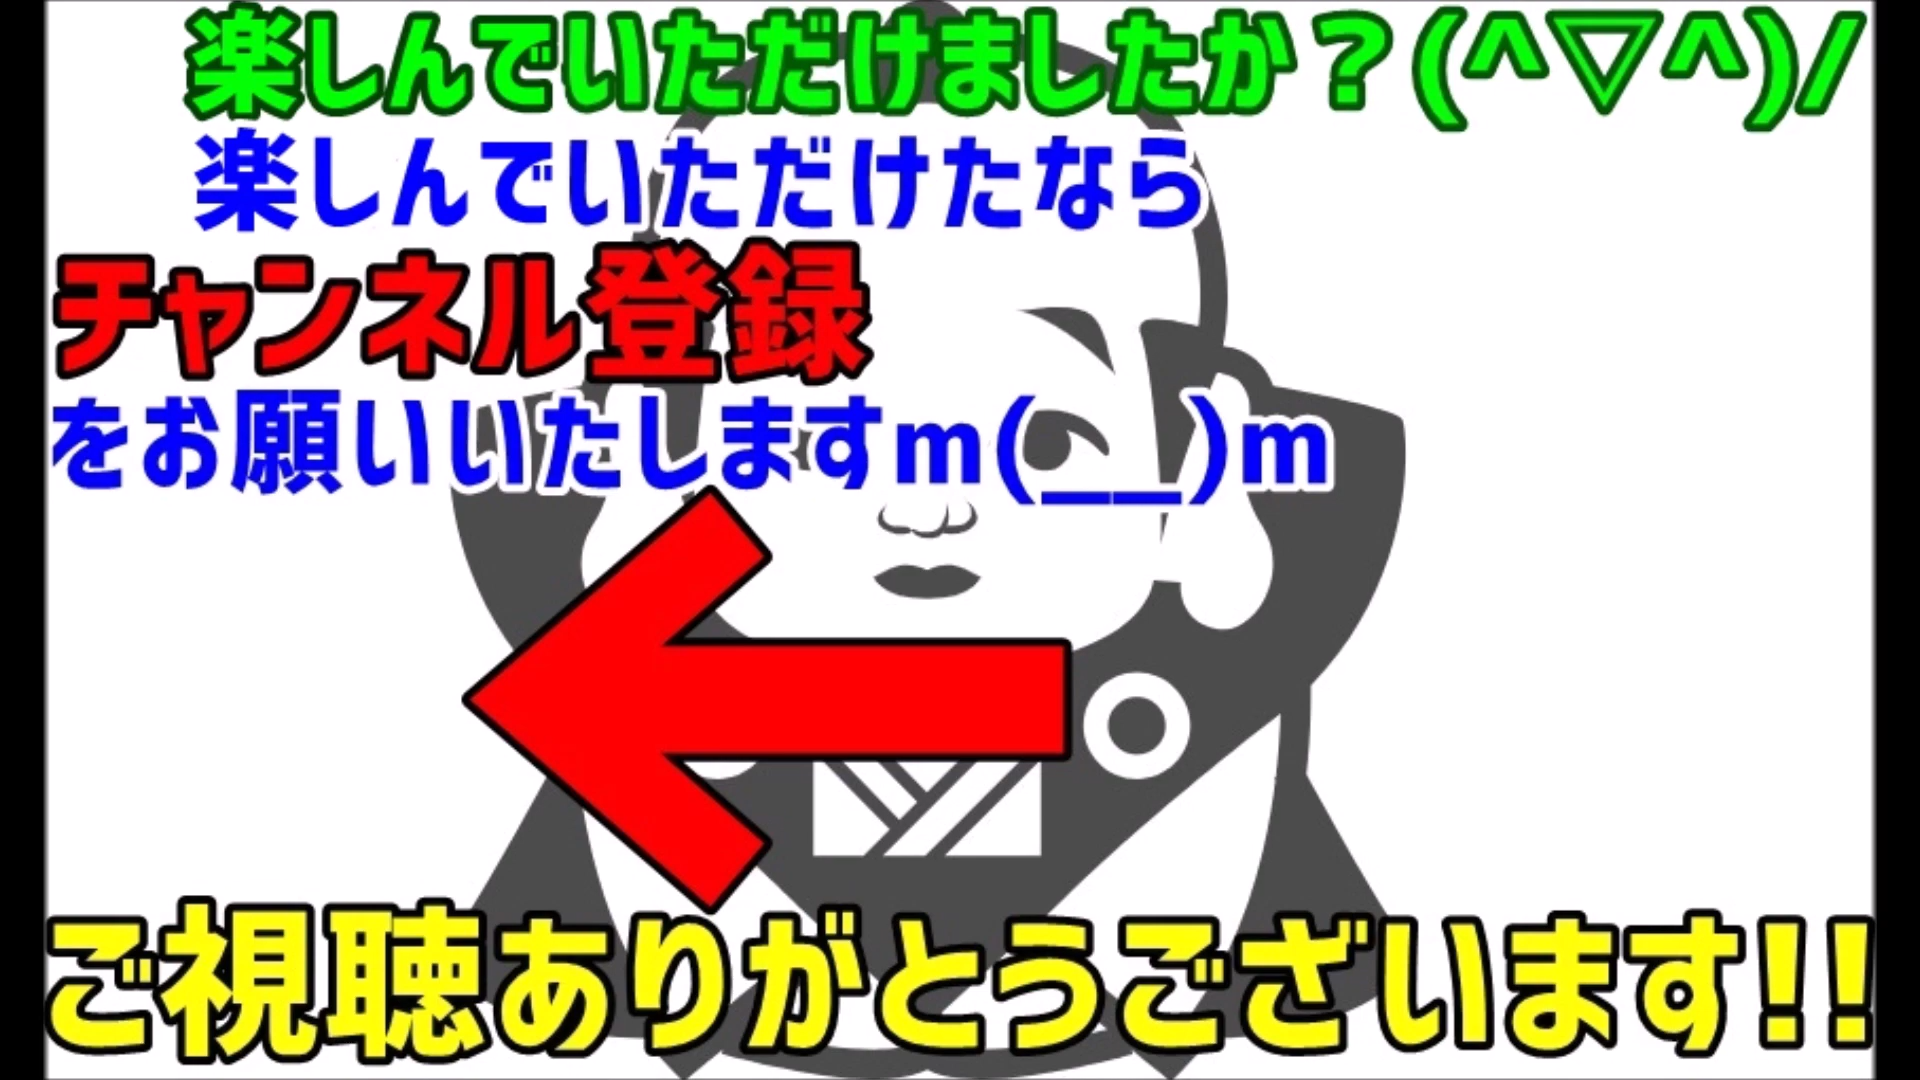 楽しんでいただけましたか？(^▽^)/
楽しんでいただけたなら
チャンネル登録
をお願いいたしますm(__)m
ご視聴ありがとうございます!!